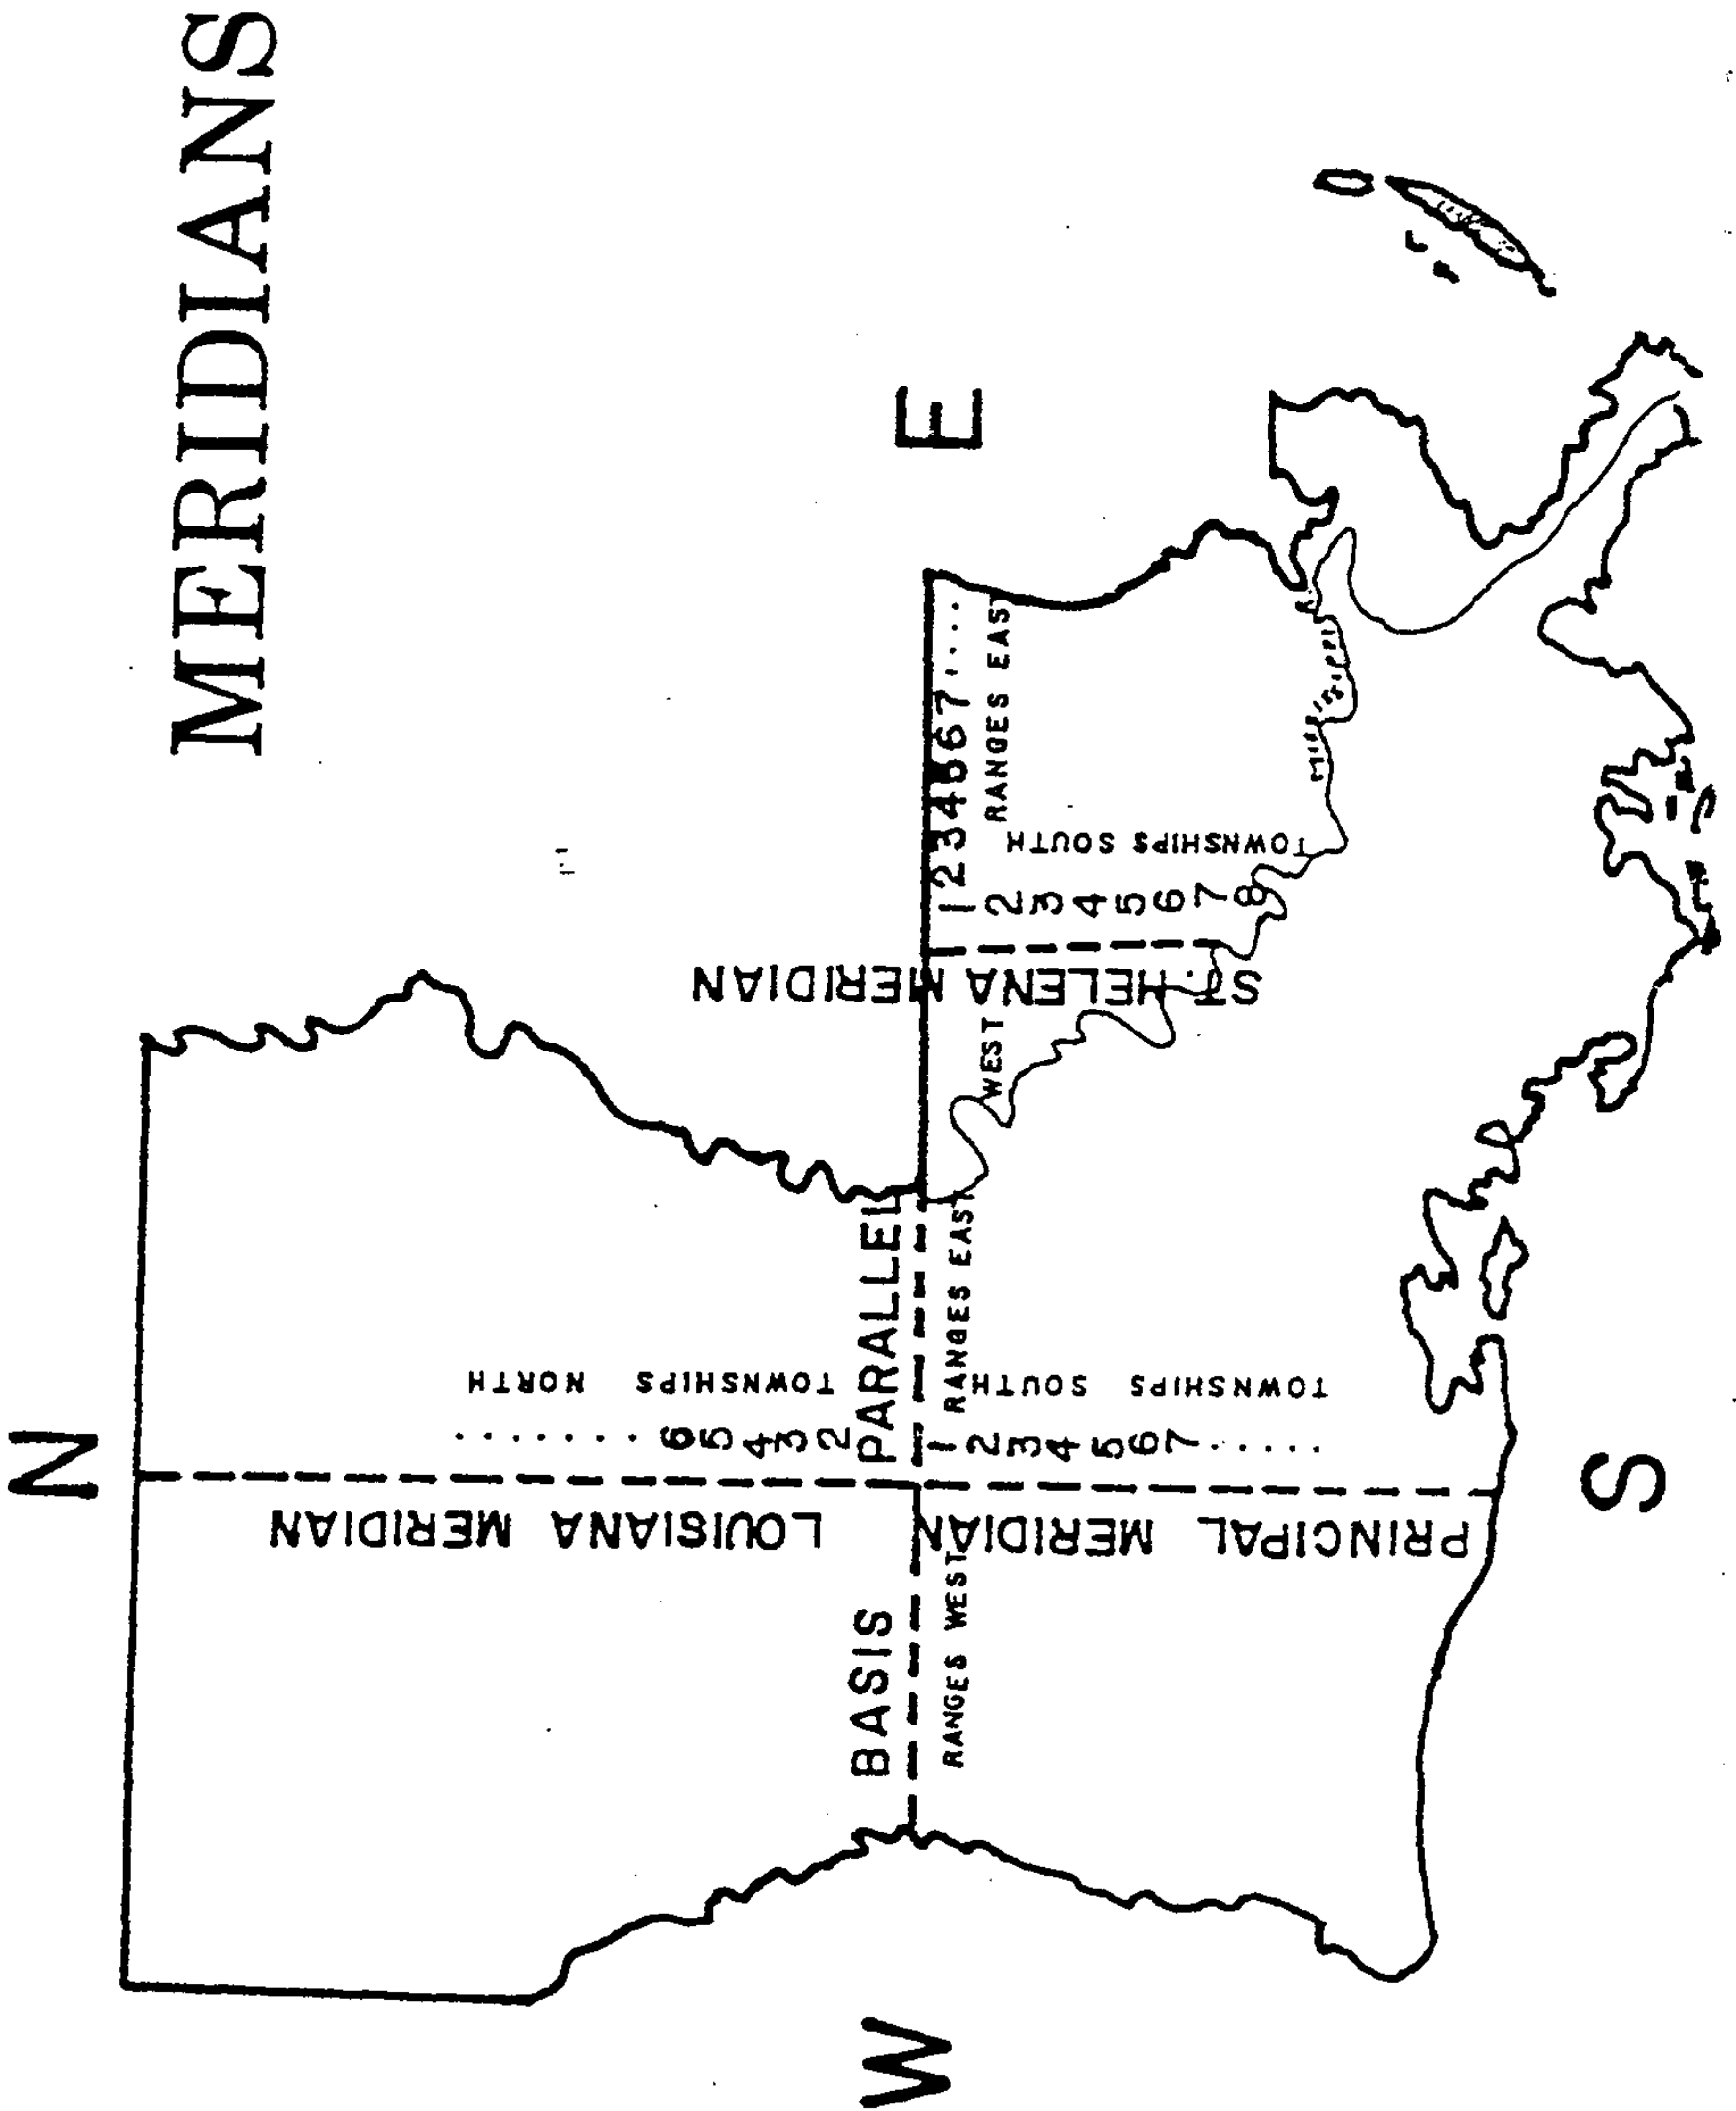 MERIDIANS
N
W
E
S
LOUISIANA MERIDIAN
PRINCIPAL MERIDIAN
BASIS
PARALLEL
RANGES WEST
RANGES EAST
TOWNSHIPS NORTH
2 3 4 5 6 . . . . . . .
TOWNSHIPS SOUTH
1 2 3 4 5 6 7 . . . . .
ST. HELENA MERIDIAN
WEST
1 2 3 4 5 6 7 . . . .
RANGES EAST
TOWNSHIPS SOUTH
1 2 3 4 5 6 7 8